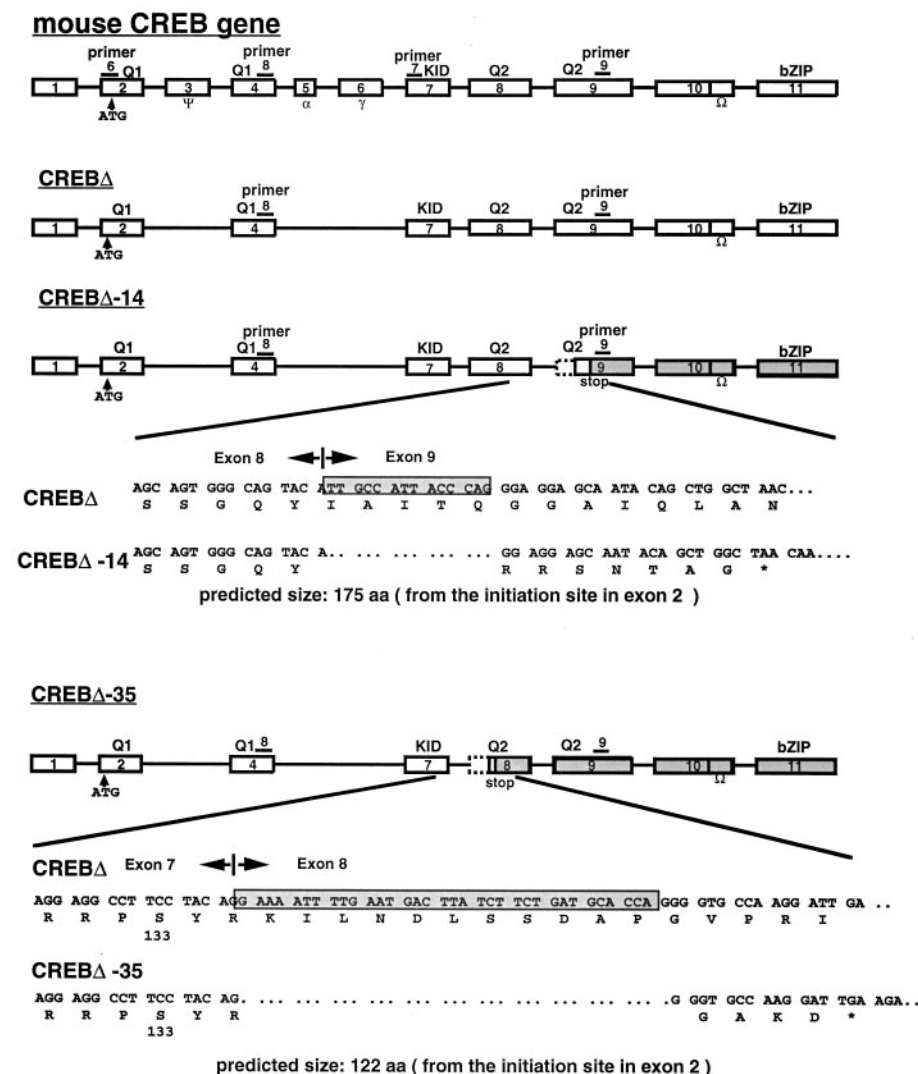 mouse CREB gene
primer primer primer primer
6 Q1 Q1 8 7 KID Q2 Q2 9 bZIP
1 2 3 4 5 6 7 8 9 10 11
Ψ α γ Ω
ATG
CREBΔ
primer primer
Q1 Q1 8 KID Q2 Q2 9 bZIP
1 2 4 7 8 9 10 11
Ω
ATG
CREBΔ-14
primer primer
Q1 Q1 8 KID Q2 Q2 9 bZIP
1 2 4 7 8 9 10 11
stop Ω
ATG
Exon 8 Exon 9
CREBΔ AGC AGT GGG CAG TAC ATT GCC ATT ACC CAG GGA GGA GCA ATA CAG CTG GCT AAC...
S S G Q Y I A I T Q G G A I Q L A N
CREBΔ -14 AGC AGT GGG CAG TAC A.. ... ... ... ... GG AGG AGC AAT ACA GCT GGC TAA CAA....
S S G Q Y R R S N T A G *
predicted size: 175 aa ( from the initiation site in exon 2 )
CREBΔ-35
Q1 Q1 8 KID Q2 Q2 9 bZIP
1 2 4 7 8 9 10 11
stop Ω
ATG
CREBΔ Exon 7 Exon 8
AGG AGG CCT TCC TAC AGG AAA ATT TTG AAT GAC TTA TCT TCT GAT GCA CCA GGG GTG CCA AGG ATT GA ..
R R P S Y R K I L N D L S S D A P G V P R I
133
CREBΔ -35
AGG AGG CCT TCC TAC AG. ... ... ... ... ... ... ... ... ... ... ... .G GGT GCC AAG GAT TGA AGA..
R R P S Y R G A K D *
133
predicted size: 122 aa ( from the initiation site in exon 2 )